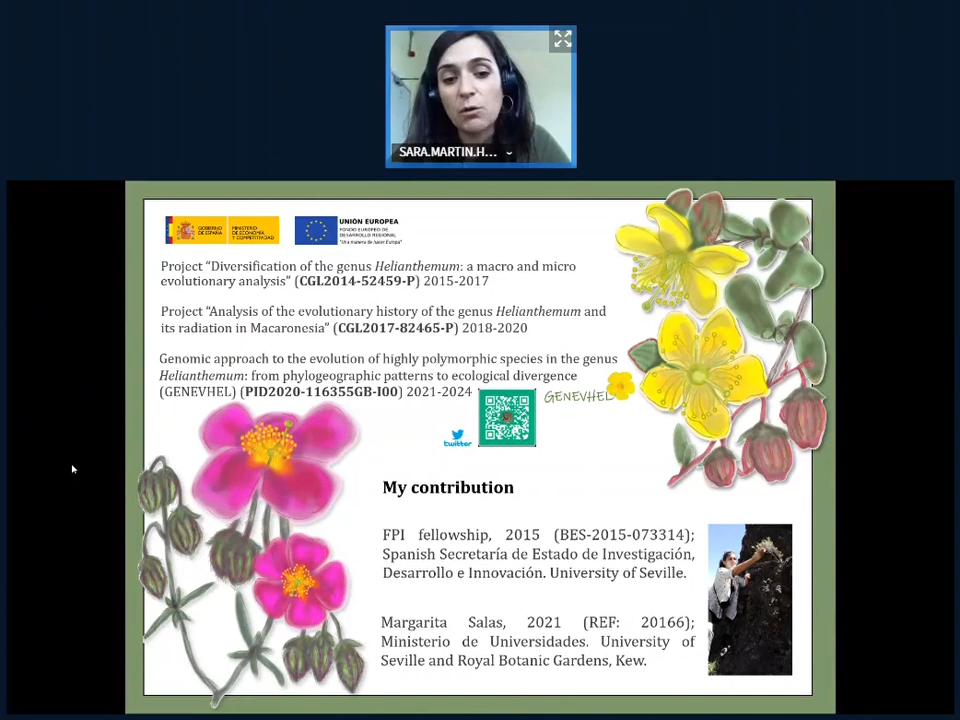 SARA.MARTIN.H...
GOBIERNO
DE ESPAÑA
MINISTERIO
DE ECONOMÍA
Y COMPETITIVIDAD
UNIÓN EUROPEA
FONDO EUROPEO DE
DESARROLLO REGIONAL
"Una manera de hacer Europa"
Project “Diversification of the genus Helianthemum: a macro and micro
evolutionary analysis” (CGL2014-52459-P) 2015-2017
Project “Analysis of the evolutionary history of the genus Helianthemum and
its radiation in Macaronesia” (CGL2017-82465-P) 2018-2020
Genomic approach to the evolution of highly polymorphic species in the genus
Helianthemum: from phylogeographic patterns to ecological divergence
(GENEVHEL) (PID2020-116355GB-I00) 2021-2024
GENEVHEL
twitter
My contribution
FPI fellowship, 2015 (BES-2015-073314);
Spanish Secretaría de Estado de Investigación,
Desarrollo e Innovación. University of Seville.
Margarita Salas, 2021 (REF: 20166);
Ministerio de Universidades. University of
Seville and Royal Botanic Gardens, Kew.